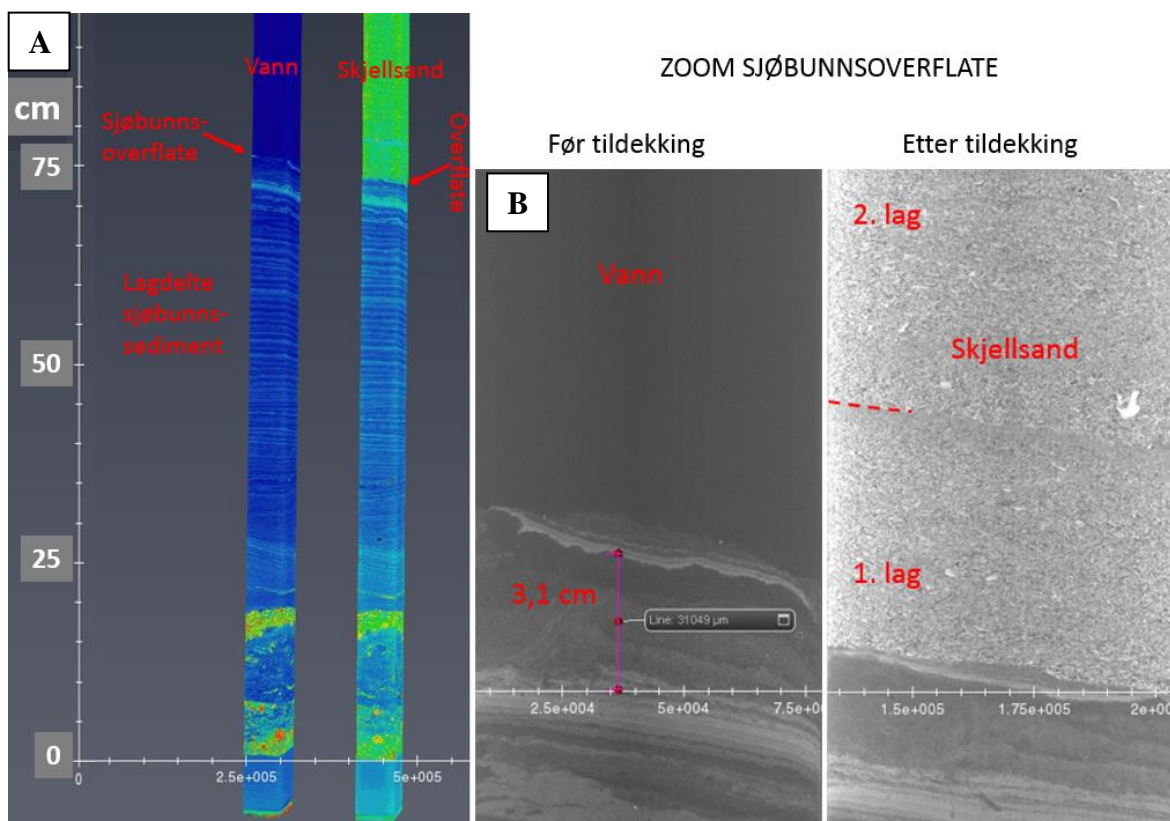 A
cm
75
50
25
0
Vann
Skjellsand
Sjøbunns-
overflate
Overflate
Lagdelte
sjøbunns-
sediment
0
2.5e+005
5e+005
ZOOM SJØBUNNSOVERFLATE
Før tildekking
Etter tildekking
B
Vann
3,1 cm
Line: 31049 µm
2.5e+004
5e+004
7.5e+0
2. lag
Skjellsand
1. lag
1.5e+005
1.75e+005
2e+00